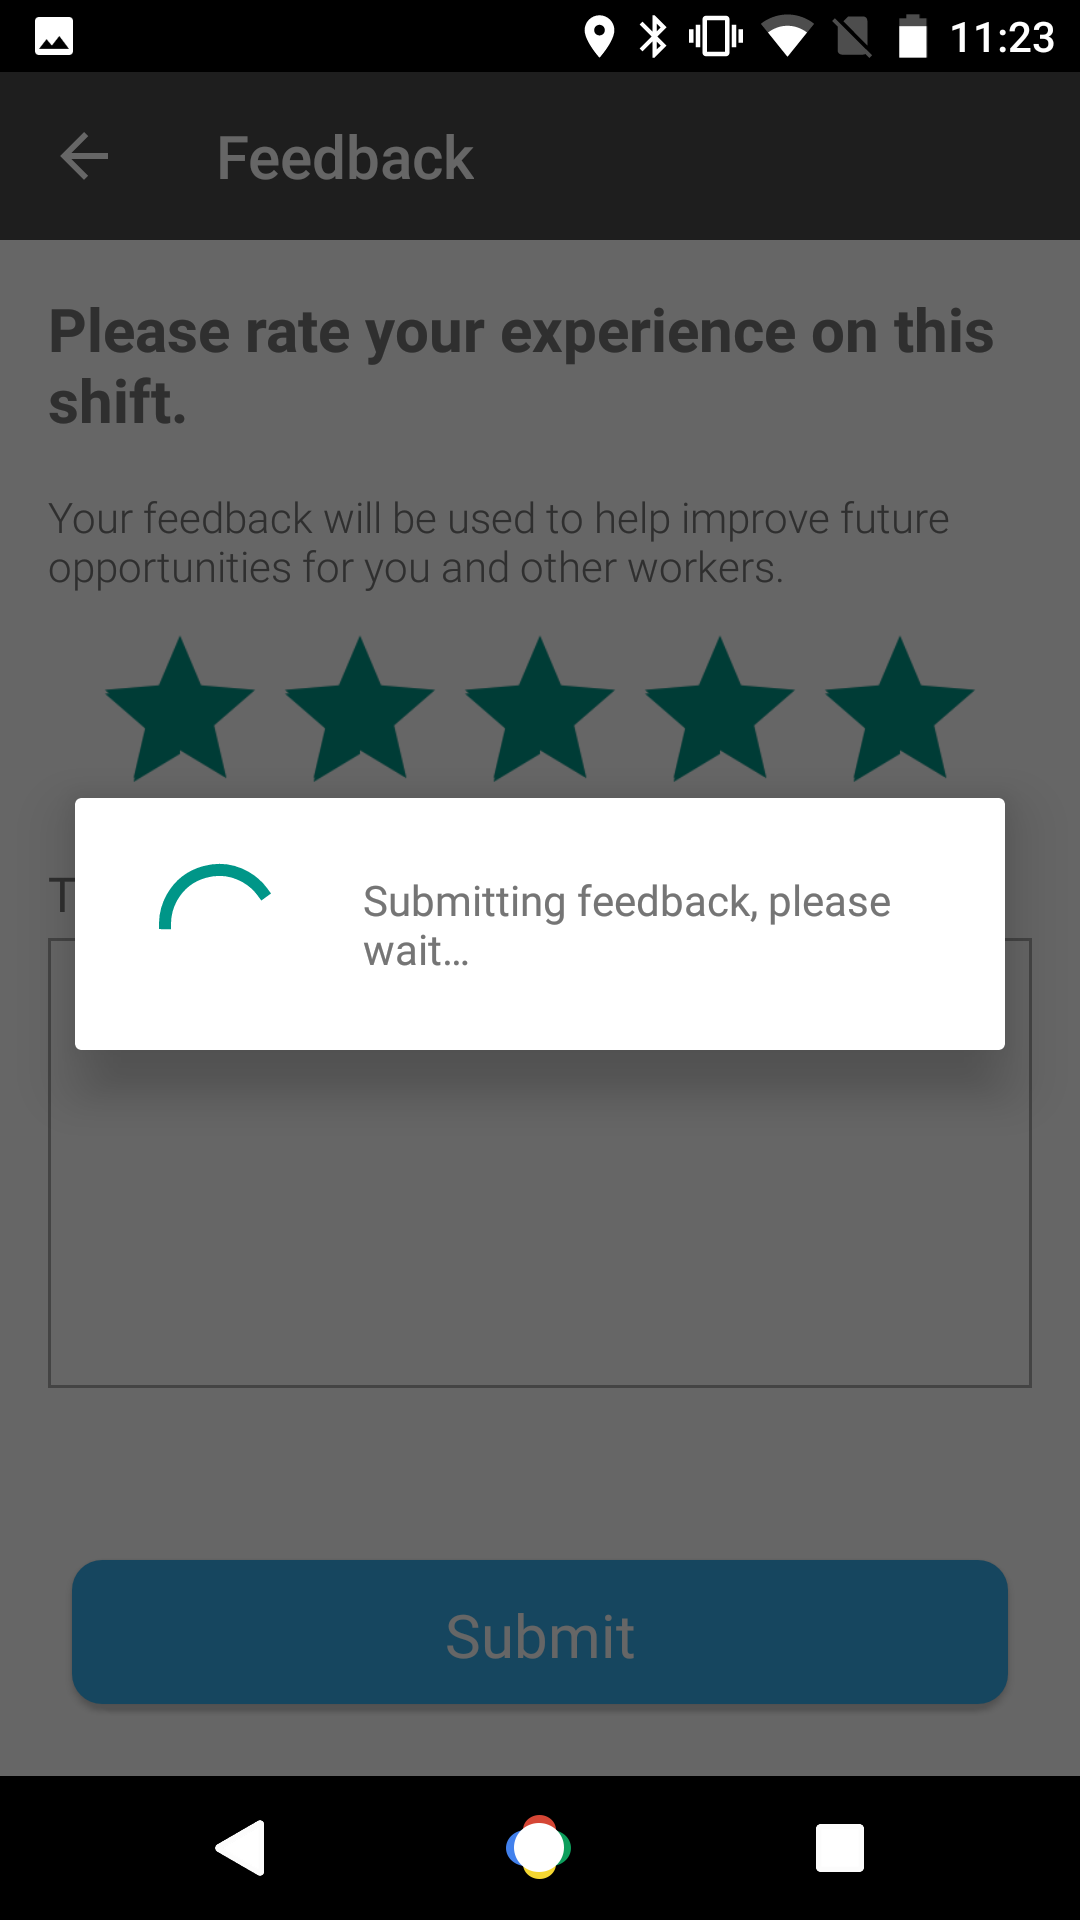 11:23
Feedback
Please rate your experience on this
shift.
Your feedback will be used to help improve future
opportunities for you and other workers.
Submitting feedback, please
wait...
Submit